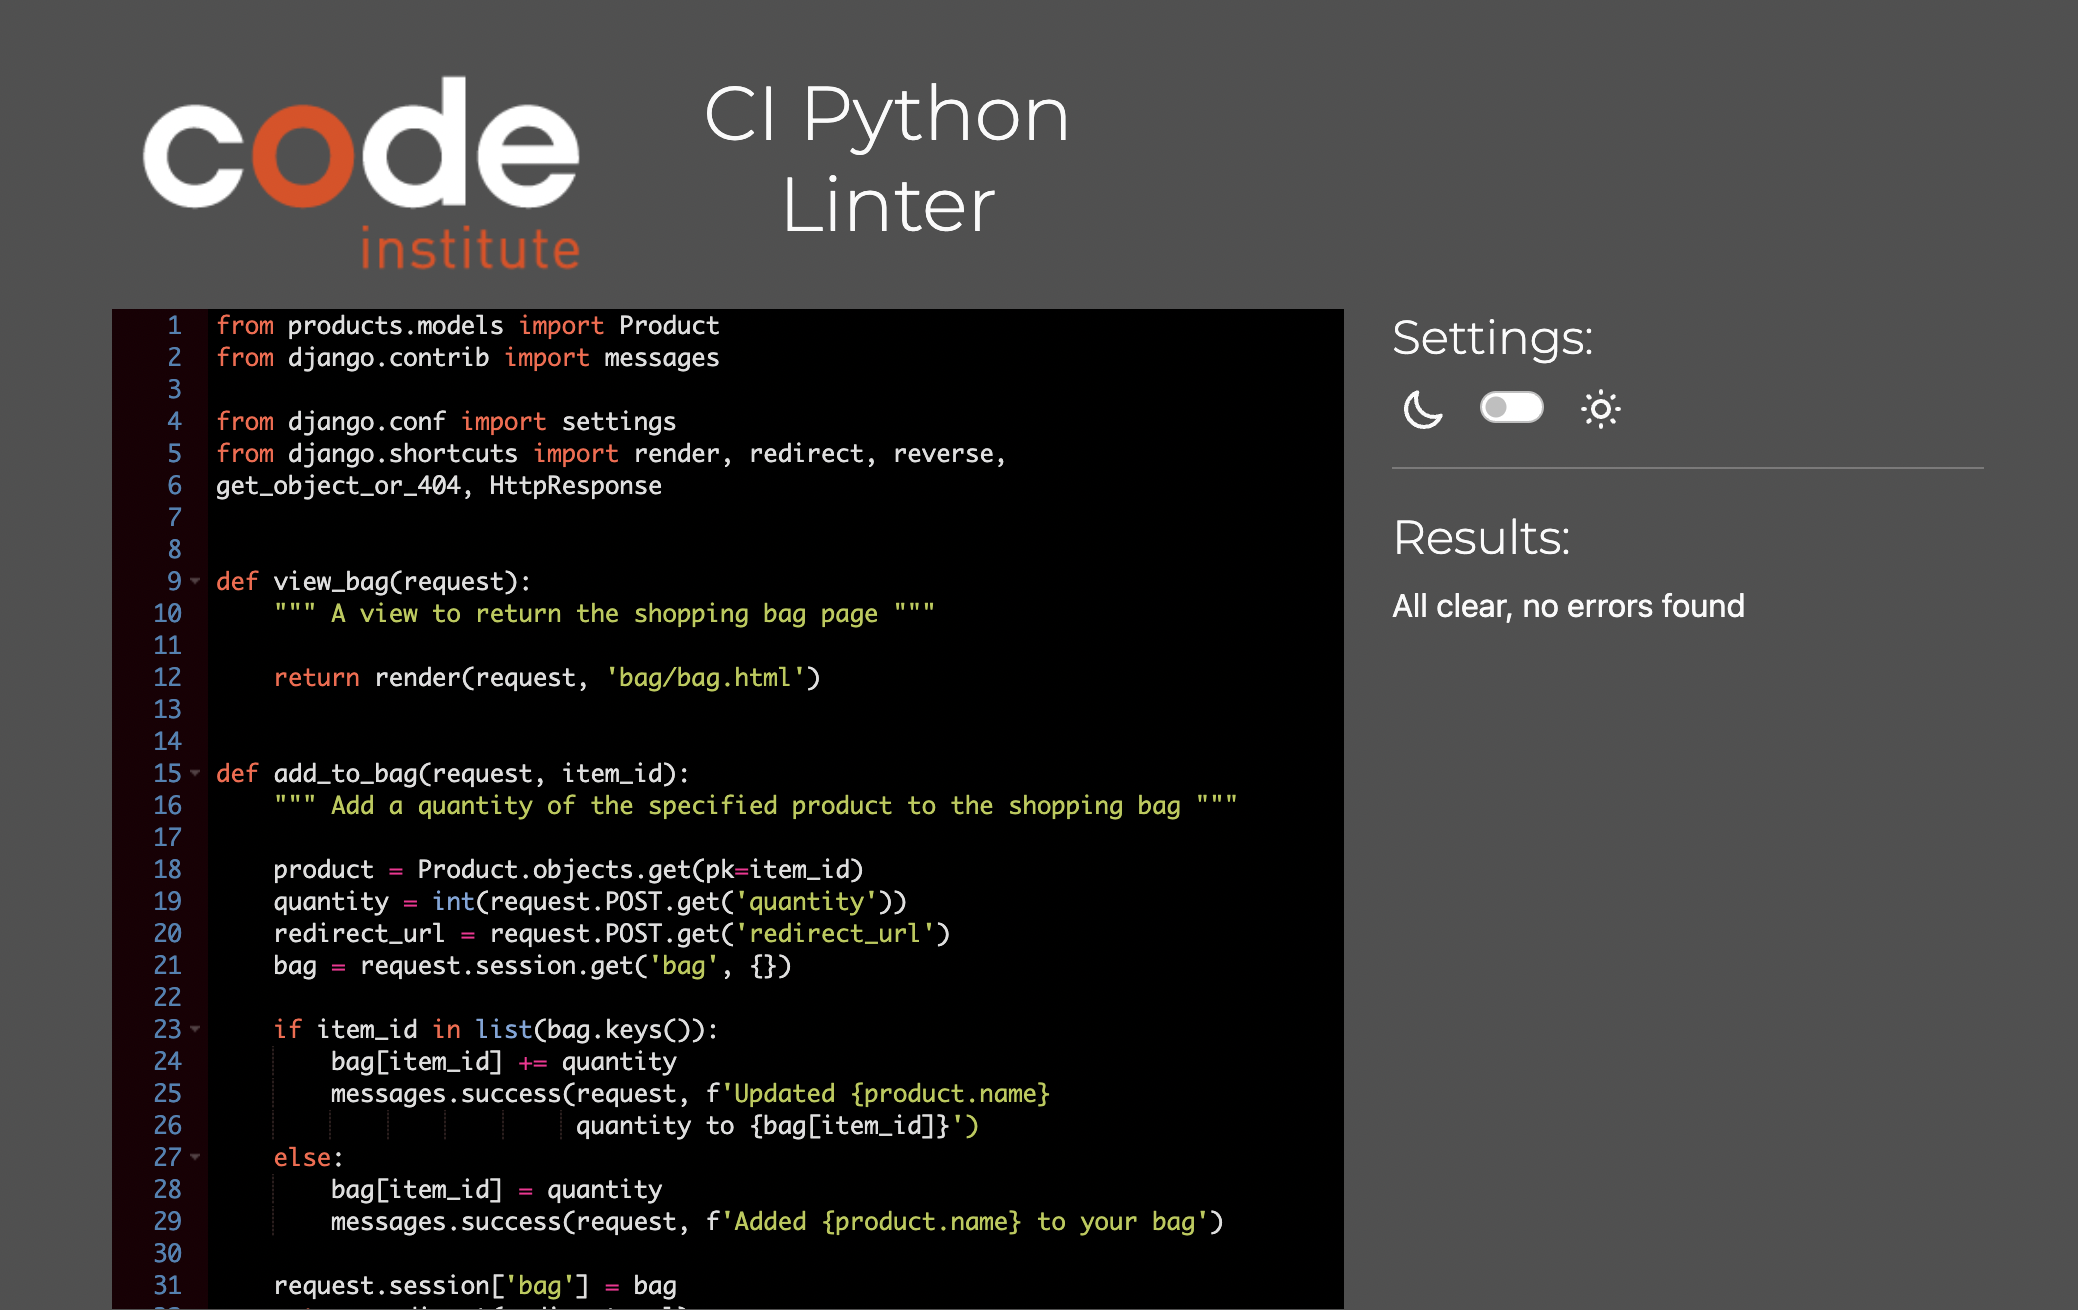 code
institute
CI Python
Linter
1 from products.models import Product
2 from django.contrib import messages
3
4 from django.conf import settings
5 from django.shortcuts import render, redirect, reverse,
6 get_object_or_404, HttpResponse
7
8
9 def view_bag(request):
10     """ A view to return the shopping bag page """
11
12     return render(request, 'bag/bag.html')
13
14
15 def add_to_bag(request, item_id):
16     """ Add a quantity of the specified product to the shopping bag """
17
18     product = Product.objects.get(pk=item_id)
19     quantity = int(request.POST.get('quantity'))
20     redirect_url = request.POST.get('redirect_url')
21     bag = request.session.get('bag', {})
22
23     if item_id in list(bag.keys()):
24         bag[item_id] += quantity
25         messages.success(request, f'Updated {product.name}
26                          quantity to {bag[item_id]}')
27     else:
28         bag[item_id] = quantity
29         messages.success(request, f'Added {product.name} to your bag')
30
31     request.session['bag'] = bag
Settings:
Results:
All clear, no errors found